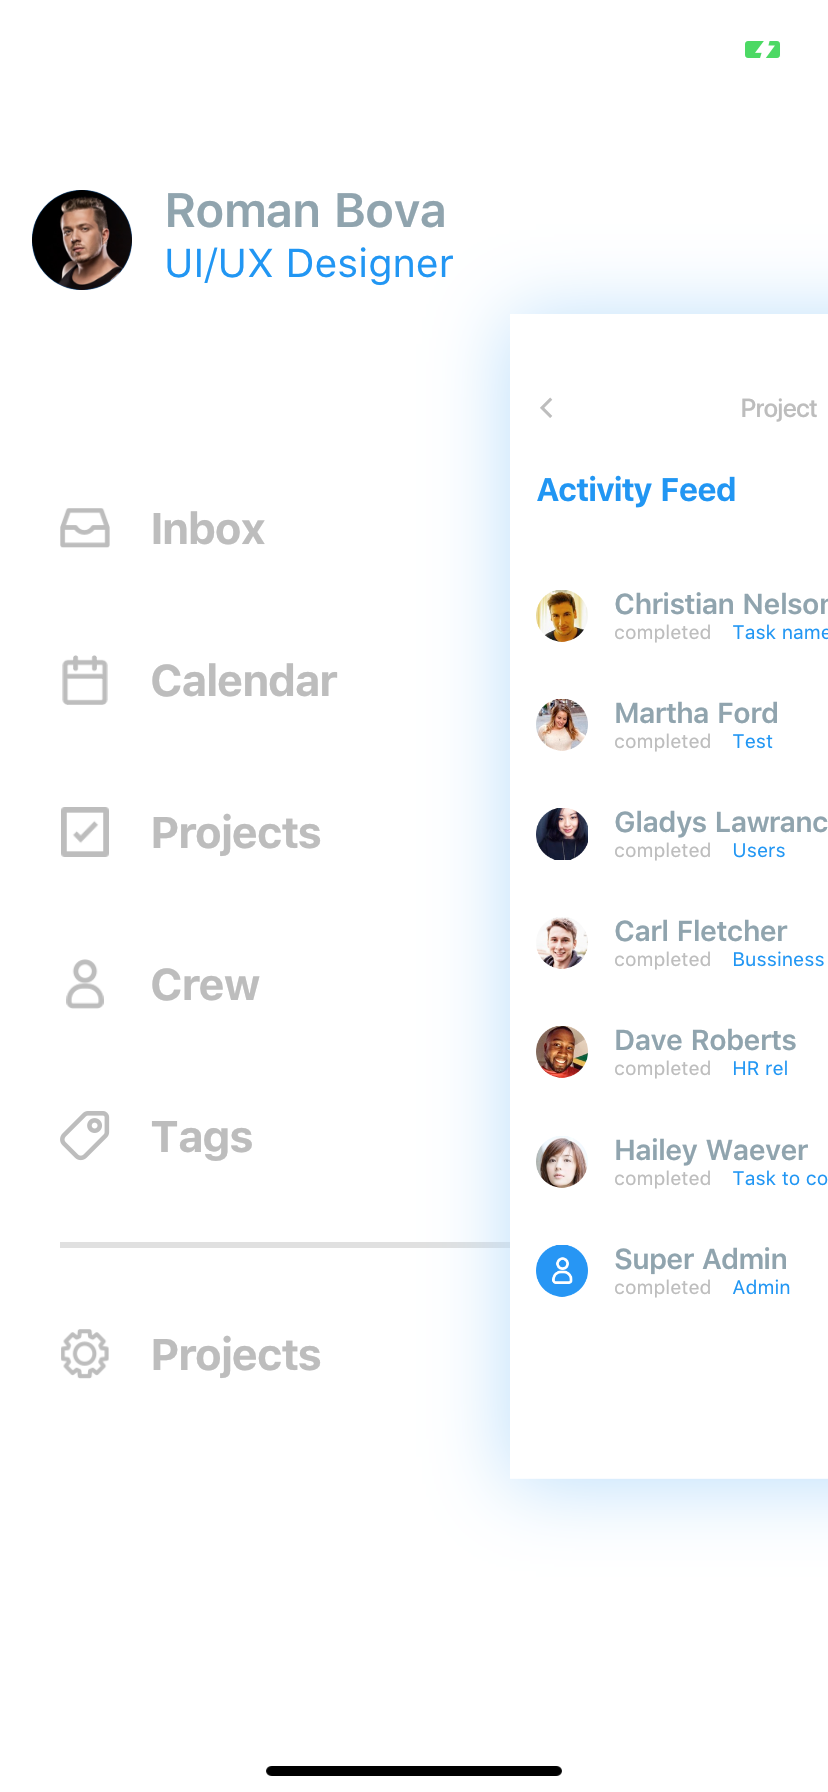 Roman Bova
UI/UX Designer
Inbox
Calendar
Projects
Crew
Tags
Projects
Project
Activity Feed
Christian Nelson
completed Task name
Martha Ford
completed Test
Gladys Lawranc
completed Users
Carl Fletcher
completed Bussiness
Dave Roberts
completed HR rel
Hailey Waever
completed Task to co
Super Admin
completed Admin